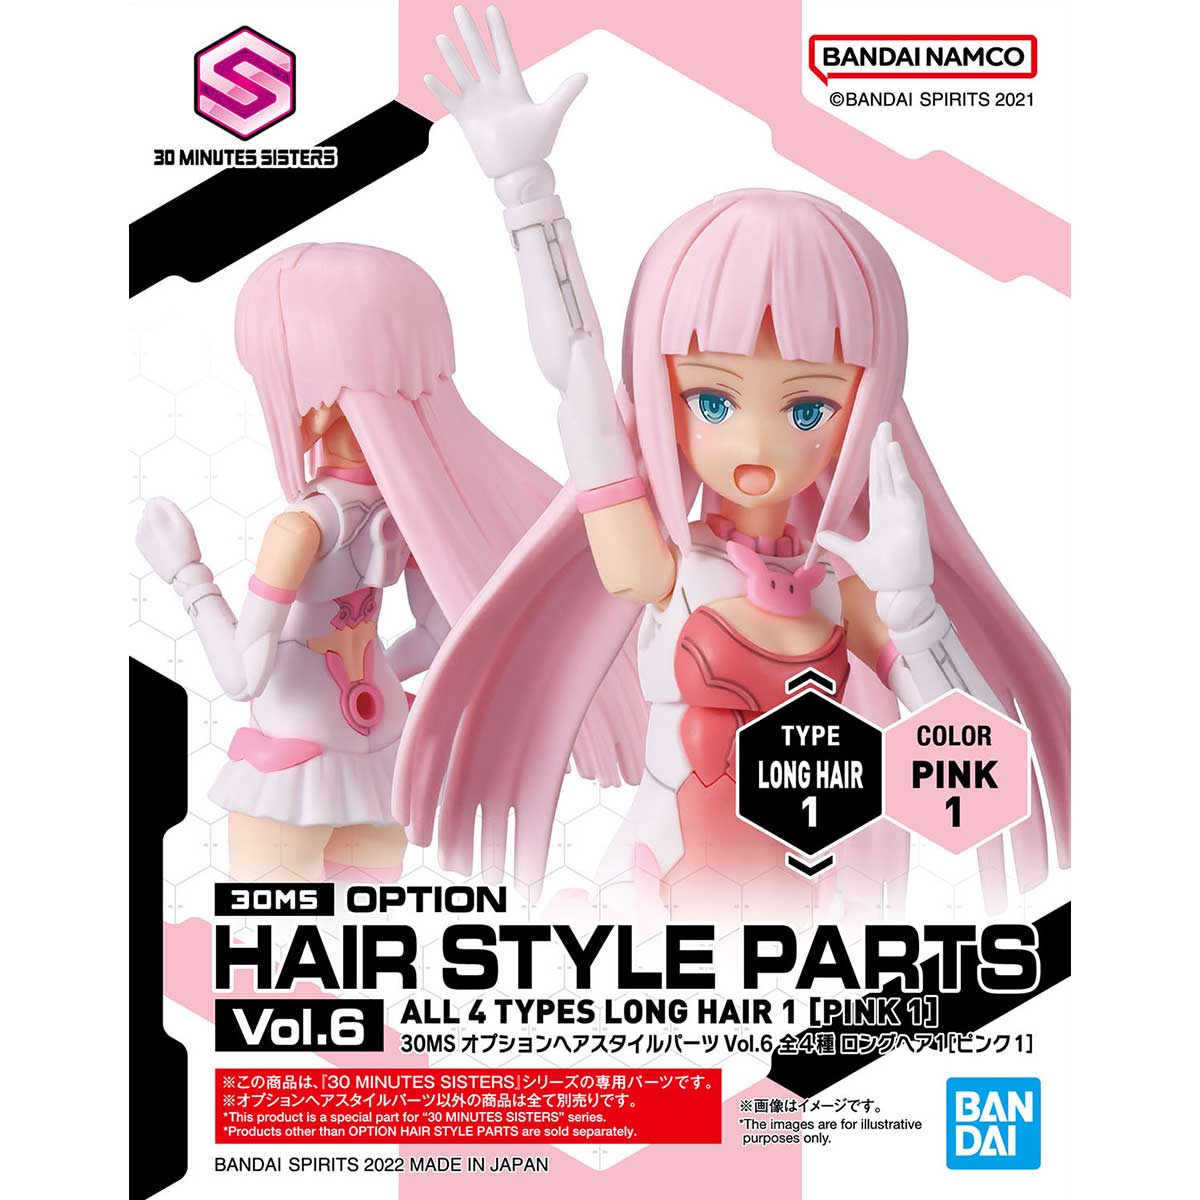 S
30 MINUTES SISTERS
BANDAI NAMCO
©BANDAI SPIRITS 2021
TYPE
LONG HAIR
1
COLOR
PINK
1
30MS OPTION
HAIR STYLE PARTS
Vol.6
ALL 4 TYPES LONG HAIR 1 [PINK 1]
30MS オプションヘアスタイルパーツ Vol.6 全4種 ロングヘア1[ピンク1]
※この商品は、『30 MINUTES SISTERS』シリーズの専用パーツです。
※オプションヘアスタイルパーツ以外の商品は全て別売りです。
*This product is a special part for “30 MINUTES SISTERS” series.
*Products other than OPTION HAIR STYLE PARTS are sold separately.
※画像はイメージです。
*The images are for illustrative
purposes only.
BAN
DAI
BANDAI SPIRITS 2022 MADE IN JAPAN